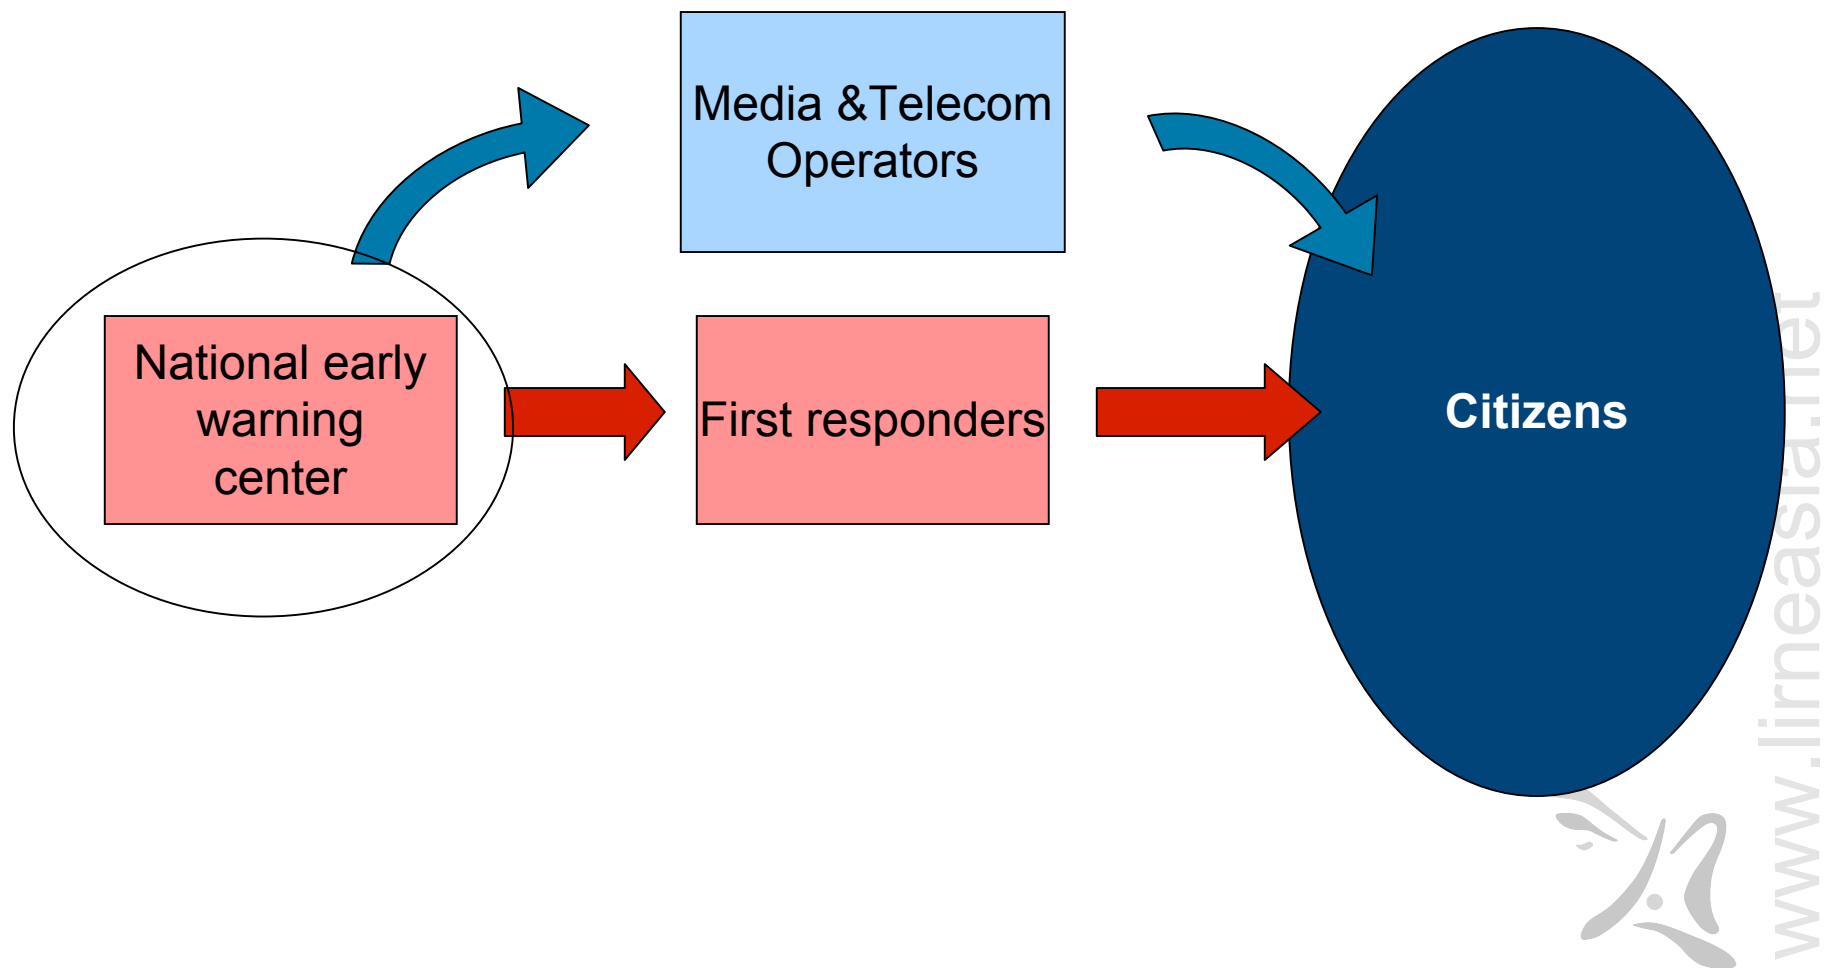 Media &Telecom
Operators
National early
warning
center
First responders
Citizens
www.lirneasia.net